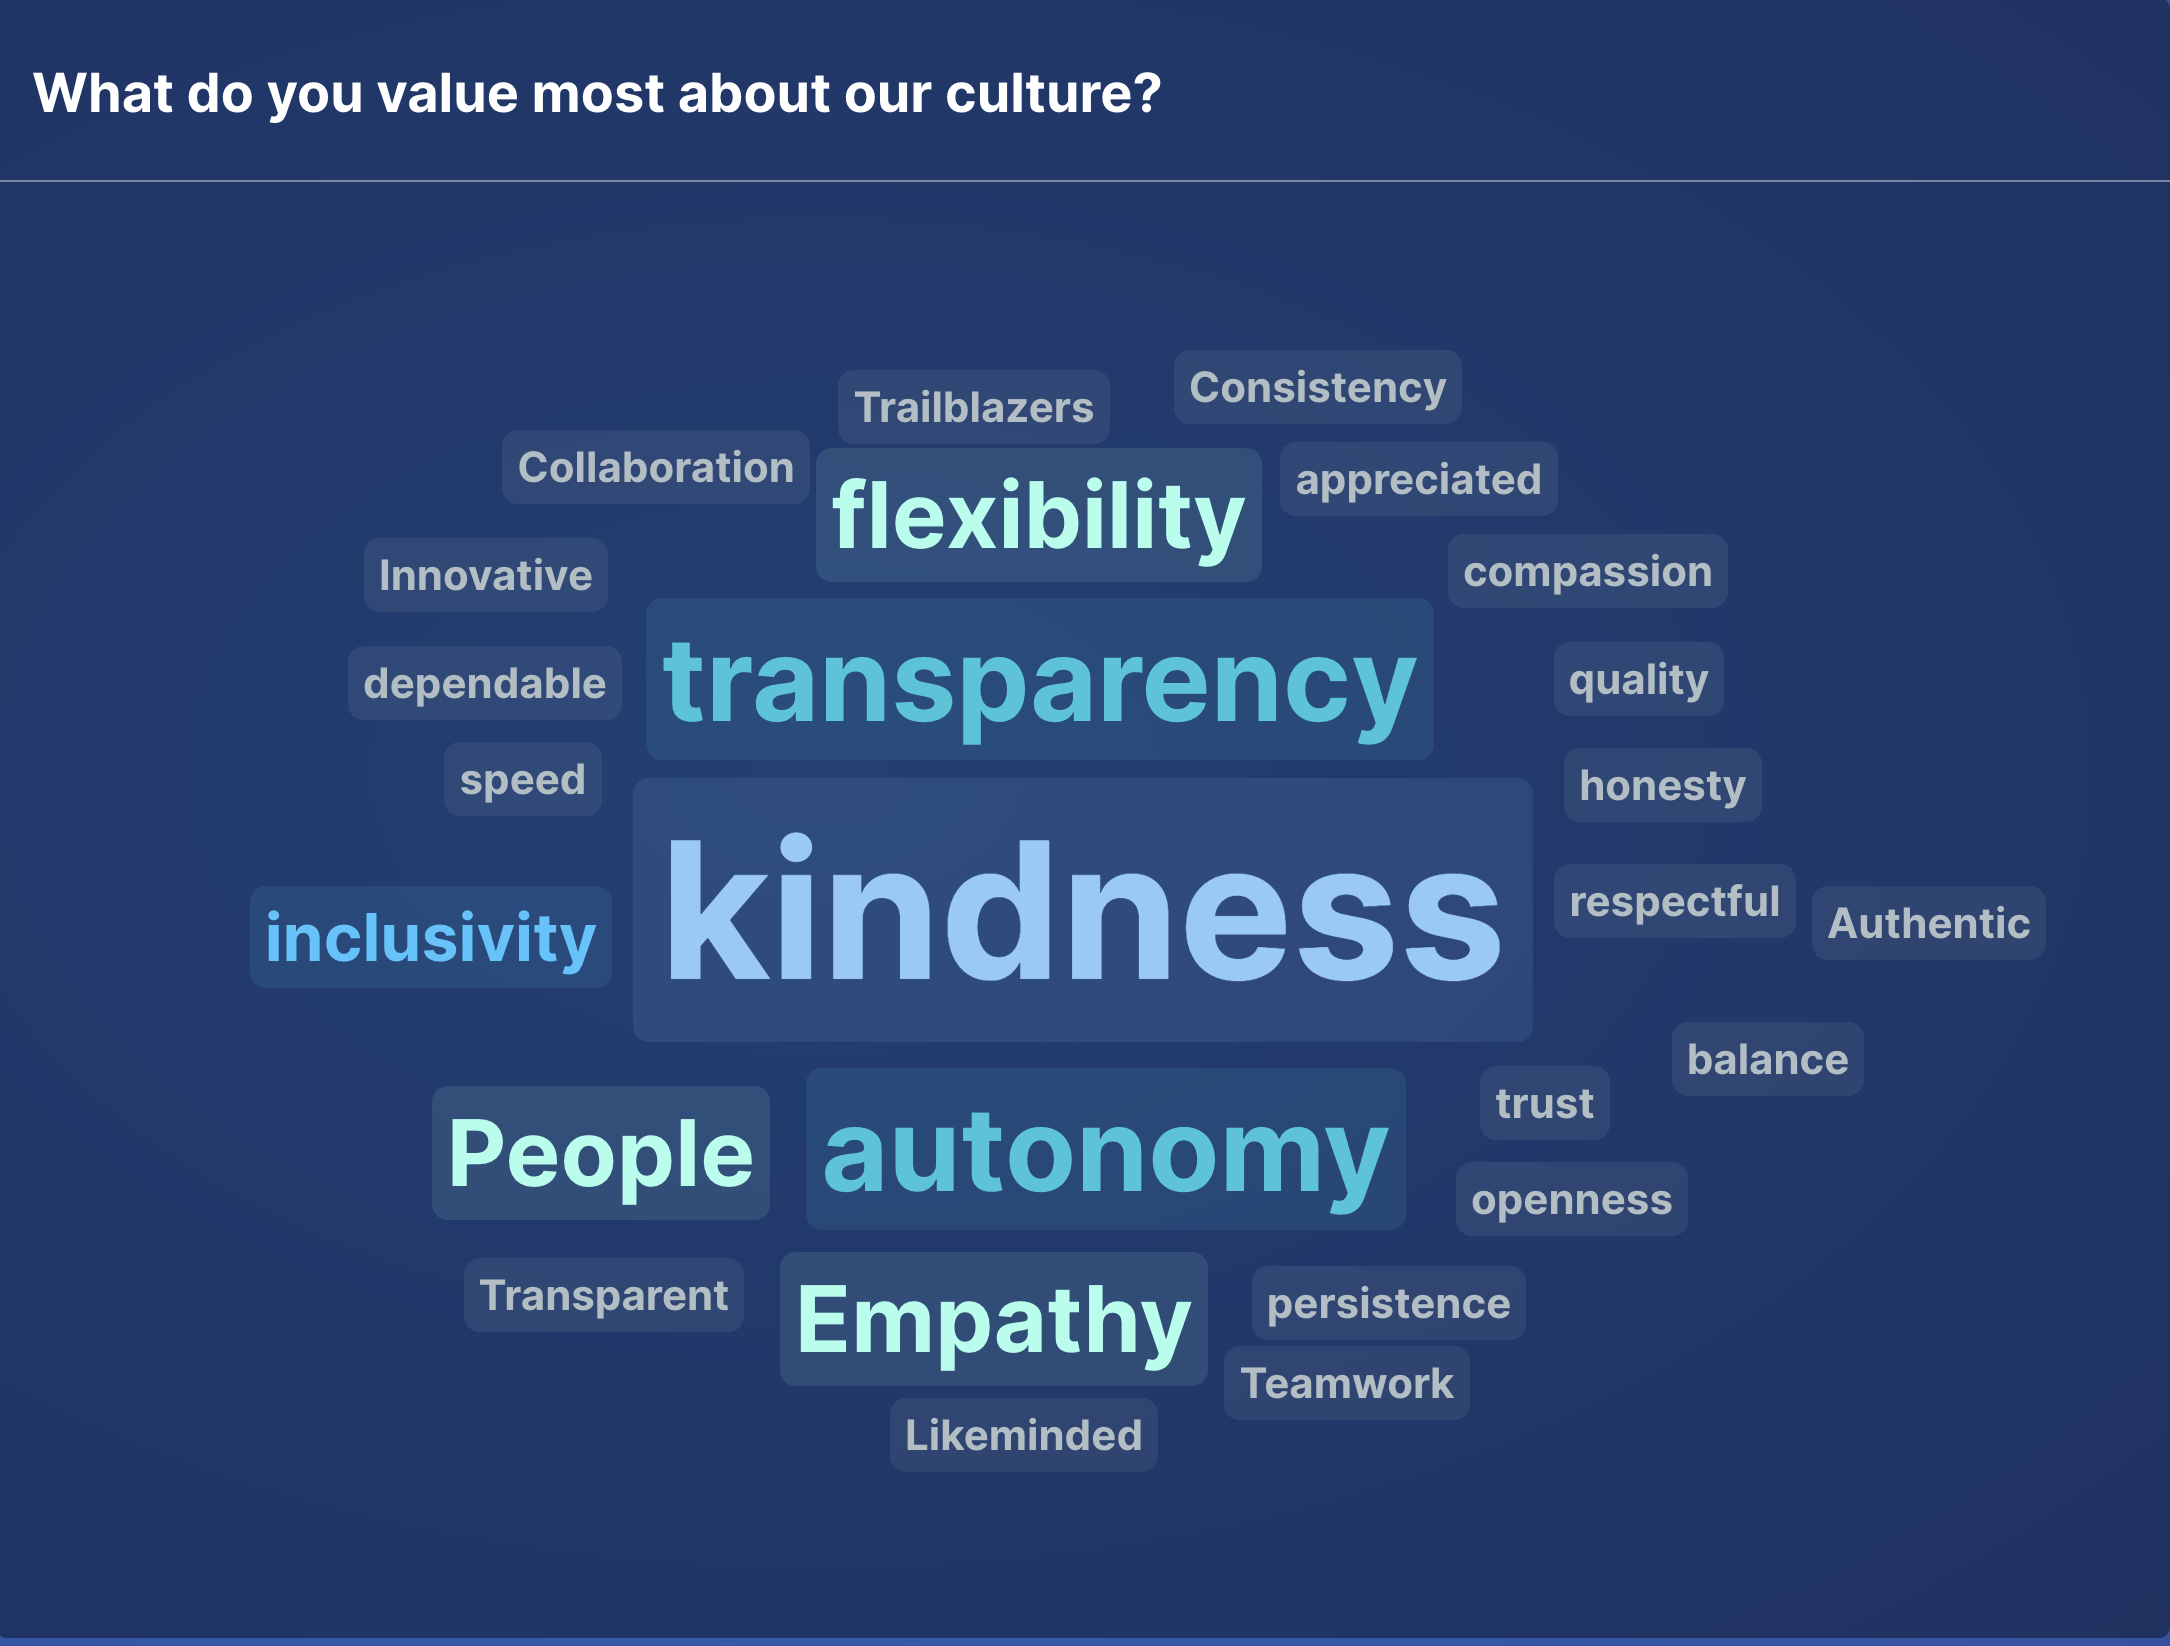 What do you value most about our culture?
Consistency
Trailblazers
Collaboration
flexibility
appreciated
Innovative
compassion
dependable
transparency
quality
speed
honesty
inclusivity
kindness
respectful
Authentic
balance
People
autonomy
trust
openness
Transparent
Empathy
persistence
Teamwork
Likeminded